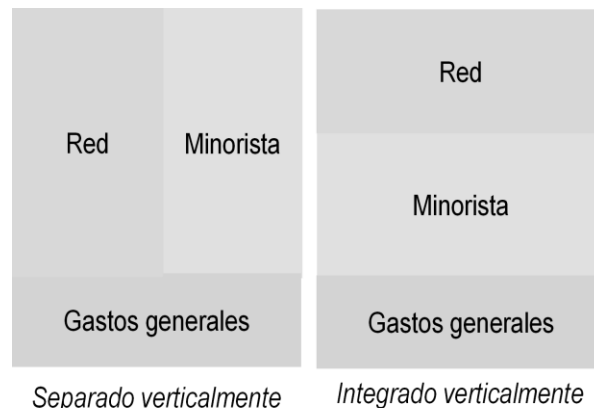 Red
Minorista
Gastos generales
Separado verticalmente
Red
Minorista
Gastos generales
Integrado verticalmente